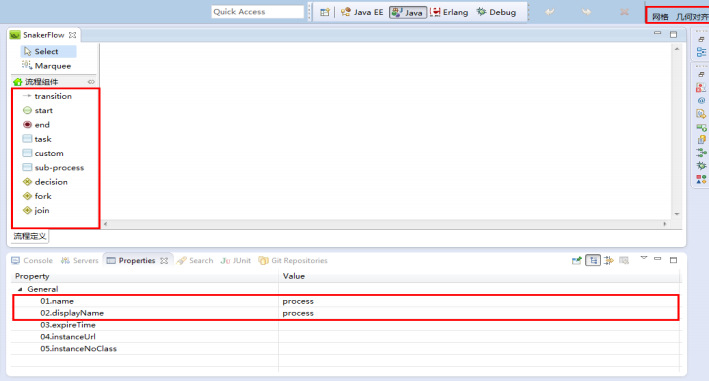 Quick Access
Java EE
Java
Erlang
Debug
网格 几何对齐
SnakerFlow
Select
Marquee
流程组件
transition
start
end
task
custom
sub-process
decision
fork
join
流程定义
Console Servers Properties Search Ju JUnit Git Repositories
Property Value
General
01.name process
02.displayName process
03.expireTime
04.instanceUrl
05.instanceNoClass